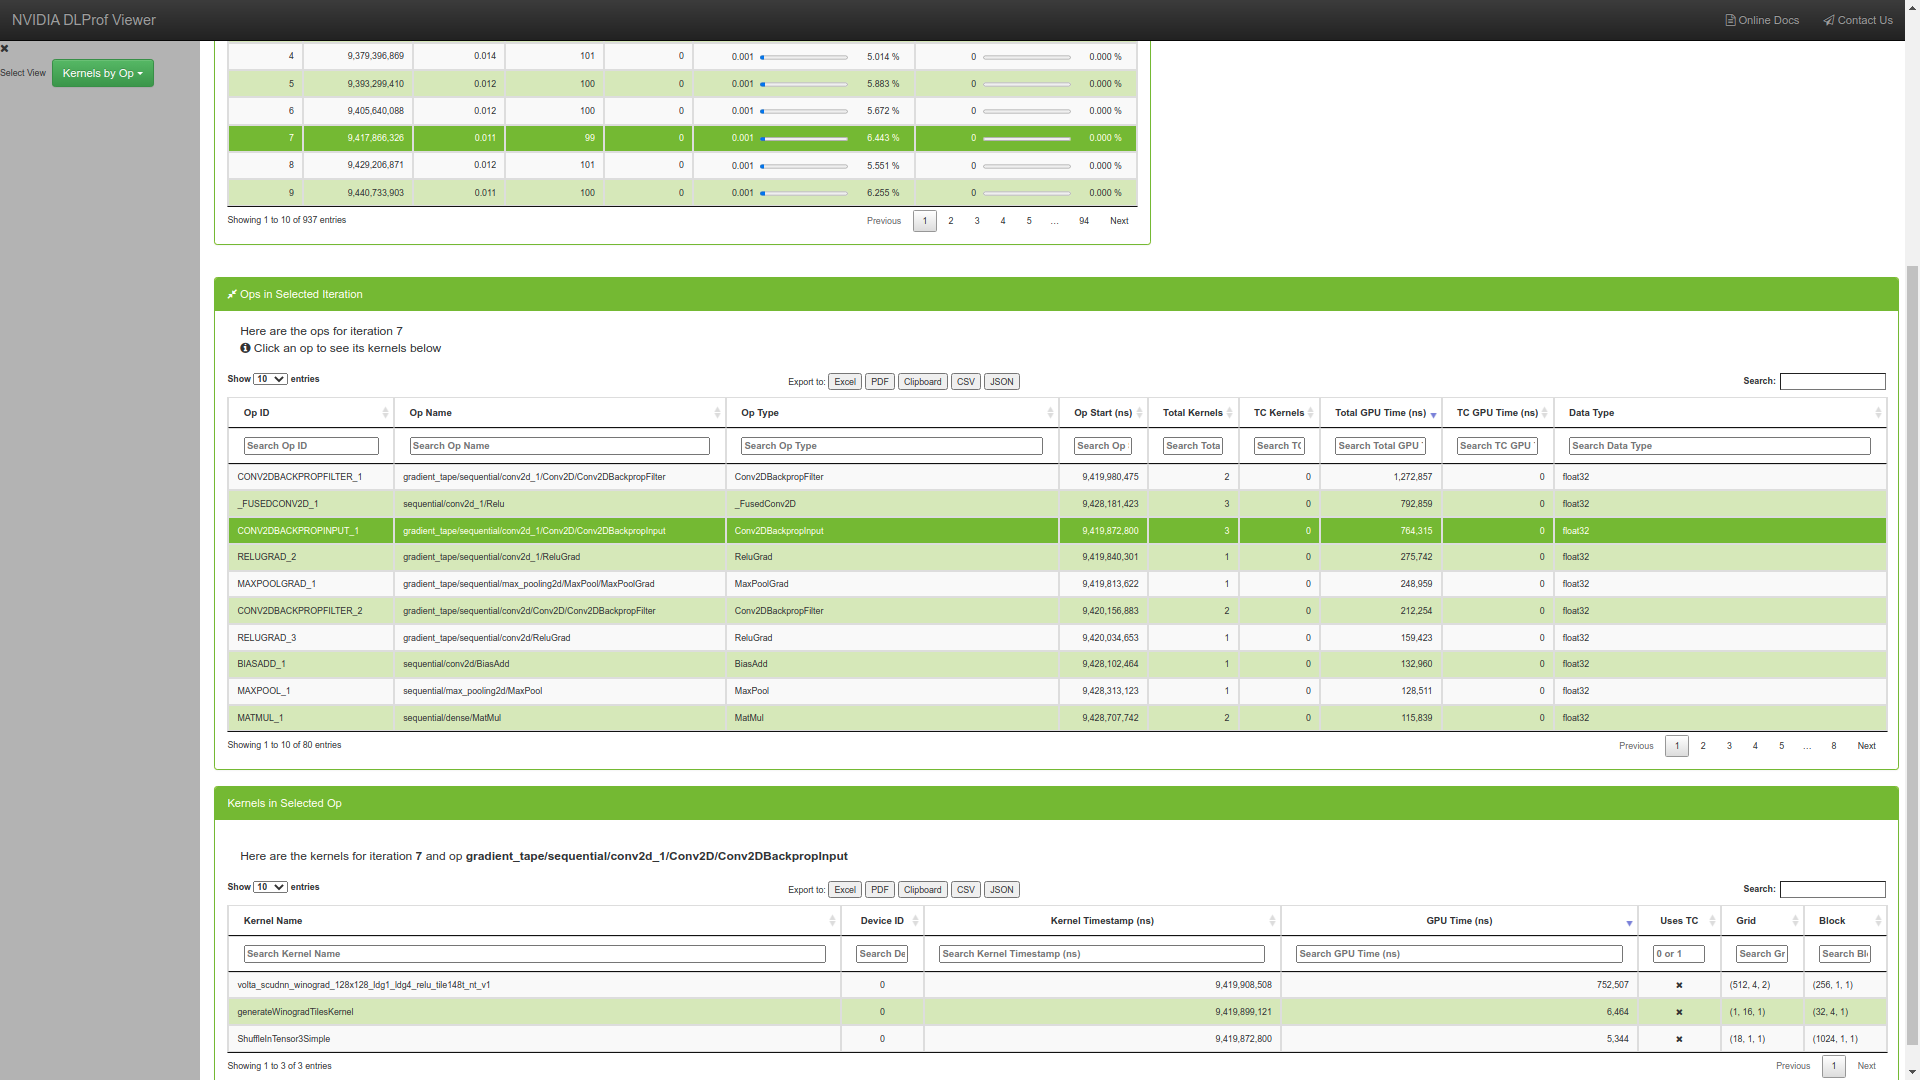 NVIDIA DLProf Viewer Online Docs Contact Us
Select View Kernels by Op
4 9,379,396,869 0.014 101 0 0.001 5.014 % 0 0.000 %
5 9,393,299,410 0.012 100 0 0.001 5.883 % 0 0.000 %
6 9,405,640,088 0.012 100 0 0.001 5.672 % 0 0.000 %
7 9,417,866,326 0.011 99 0 0.001 6.443 % 0 0.000 %
8 9,429,206,871 0.012 101 0 0.001 5.551 % 0 0.000 %
9 9,440,733,903 0.011 100 0 0.001 6.255 % 0 0.000 %
Showing 1 to 10 of 937 entries Previous 1 2 3 4 5 … 94 Next
Ops in Selected Iteration
Here are the ops for iteration 7
Click an op to see its kernels below
Show 10 entries Export to: Excel PDF Clipboard CSV JSON Search:
Op ID Op Name Op Type Op Start (ns) Total Kernels TC Kernels Total GPU Time (ns) TC GPU Time (ns) Data Type
Search Op ID Search Op Name Search Op Type Search Op Search Tota Search T( Search Total GPU Search TC GPU Search Data Type
CONV2DBACKPROPFILTER_1 gradient_tape/sequential/conv2d_1/Conv2D/Conv2DBackpropFilter Conv2DBackpropFilter 9,419,980,475 2 0 1,272,857 0 float32
_FUSEDCONV2D_1 sequential/conv2d_1/Relu _FusedConv2D 9,428,181,423 3 0 792,859 0 float32
CONV2DBACKPROPINPUT_1 gradient_tape/sequential/conv2d_1/Conv2D/Conv2DBackpropInput Conv2DBackpropInput 9,419,872,800 3 0 764,315 0 float32
RELUGRAD_2 gradient_tape/sequential/conv2d_1/ReluGrad ReluGrad 9,419,840,301 1 0 275,742 0 float32
MAXPOOLGRAD_1 gradient_tape/sequential/max_pooling2d/MaxPool/MaxPoolGrad MaxPoolGrad 9,419,813,622 1 0 248,959 0 float32
CONV2DBACKPROPFILTER_2 gradient_tape/sequential/conv2d/Conv2D/Conv2DBackpropFilter Conv2DBackpropFilter 9,420,156,883 2 0 212,254 0 float32
RELUGRAD_3 gradient_tape/sequential/conv2d/ReluGrad ReluGrad 9,420,034,653 1 0 159,423 0 float32
BIASADD_1 sequential/conv2d/BiasAdd BiasAdd 9,428,102,464 1 0 132,960 0 float32
MAXPOOL_1 sequential/max_pooling2d/MaxPool MaxPool 9,428,313,123 1 0 128,511 0 float32
MATMUL_1 sequential/dense/MatMul MatMul 9,428,707,742 2 0 115,839 0 float32
Showing 1 to 10 of 80 entries Previous 1 2 3 4 5 … 8 Next
Kernels in Selected Op
Here are the kernels for iteration 7 and op gradient_tape/sequential/conv2d_1/Conv2D/Conv2DBackpropInput
Show 10 entries Export to: Excel PDF Clipboard CSV JSON Search:
Kernel Name Device ID Kernel Timestamp (ns) GPU Time (ns) Uses TC Grid Block
Search Kernel Name Search De Search Kernel Timestamp (ns) Search GPU Time (ns) 0 or 1 Search Gr Search Bl
volta_scudnn_winograd_128x128_ldg1_ldg4_relu_tile148t_nt_v1 0 9,419,908,508 752,507 (512, 4, 2) (256, 1, 1)
generateWinogradTilesKernel 0 9,419,899,121 6,464 (1, 16, 1) (32, 4, 1)
ShuffleInTensor3Simple 0 9,419,872,800 5,344 (18, 1, 1) (1024, 1, 1)
Showing 1 to 3 of 3 entries Previous 1 Next